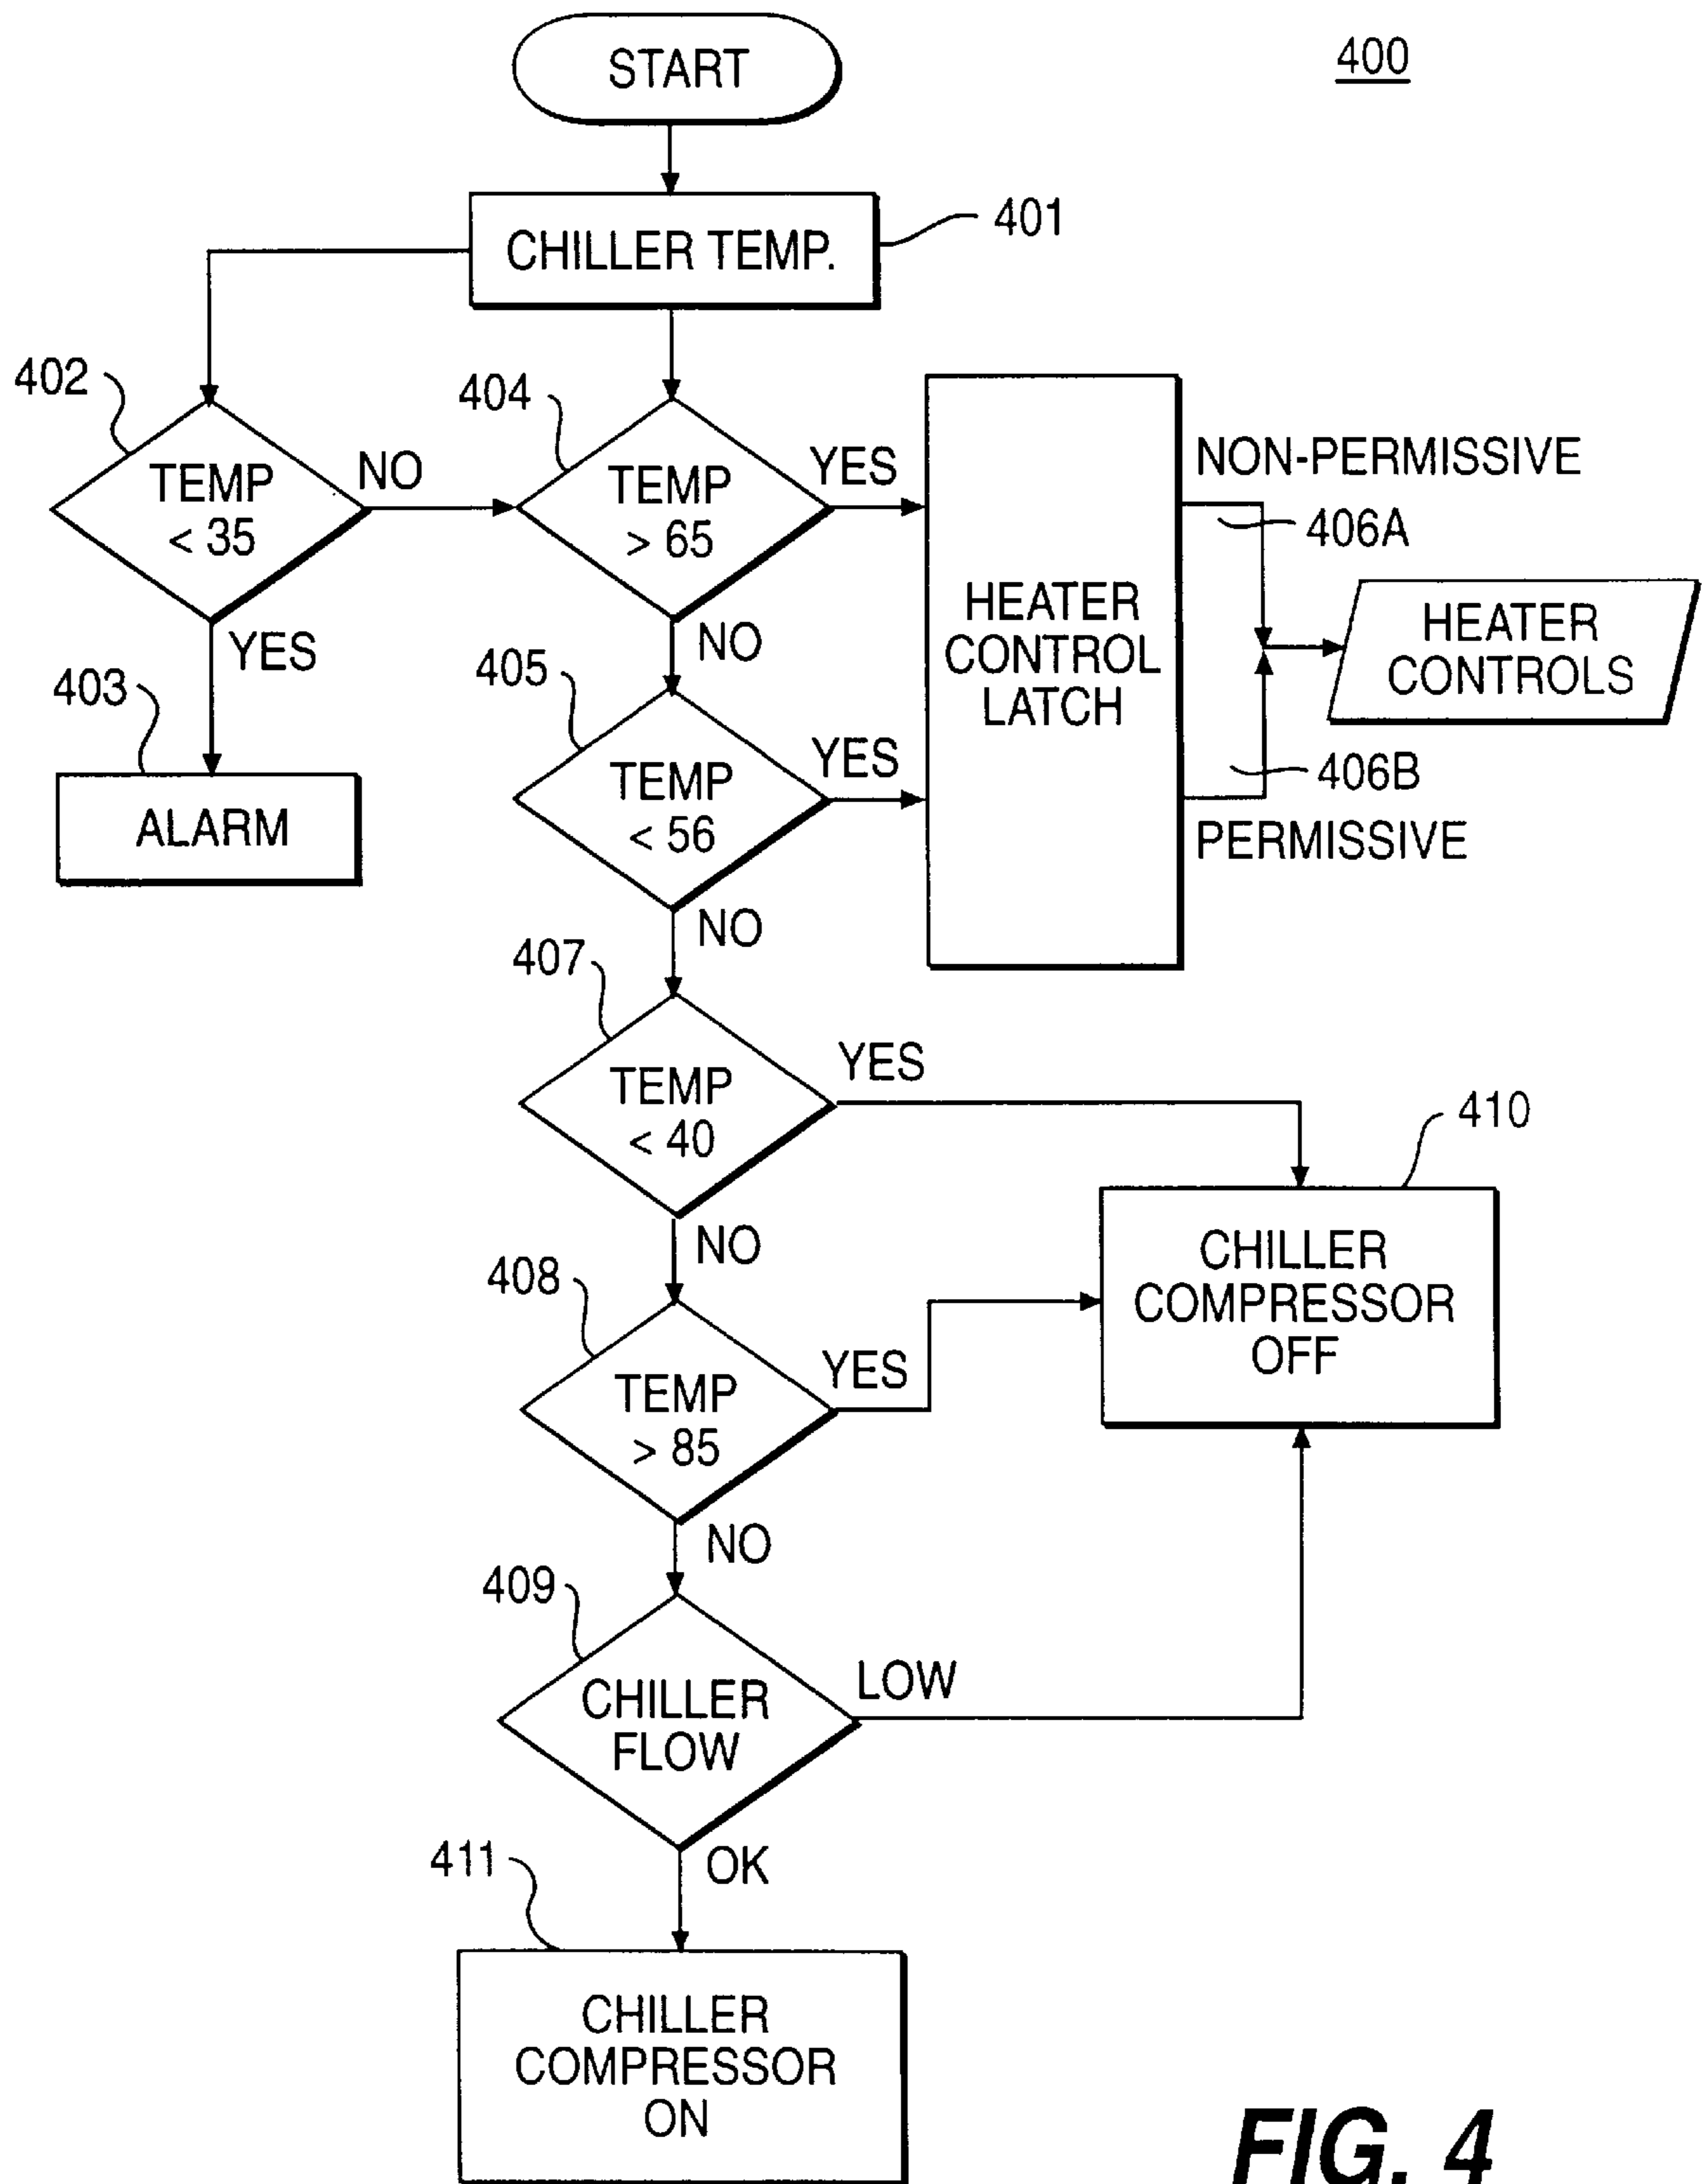 START
400
CHILLER TEMP.
401
402
TEMP
< 35
NO
YES
403
ALARM
404
TEMP
> 65
YES
NO
405
TEMP
< 56
YES
NO
HEATER
CONTROL
LATCH
NON-PERMISSIVE
406A
HEATER
CONTROLS
406B
PERMISSIVE
407
TEMP
< 40
YES
NO
410
CHILLER
COMPRESSOR
OFF
408
TEMP
> 85
YES
NO
409
CHILLER
FLOW
LOW
OK
411
CHILLER
COMPRESSOR
ON
FIG. 4